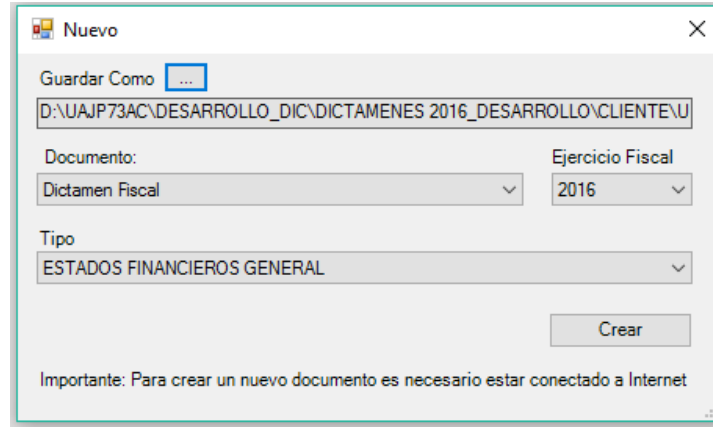 Nuevo
Guardar Como ...
D:\UAJP73AC\DESARROLLO_DIC\DICTAMENES 2016_DESARROLLO\CLIENTE\U
Documento: Ejercicio Fiscal
Dictamen Fiscal 2016
Tipo
ESTADOS FINANCIEROS GENERAL
Crear
Importante: Para crear un nuevo documento es necesario estar conectado a Internet